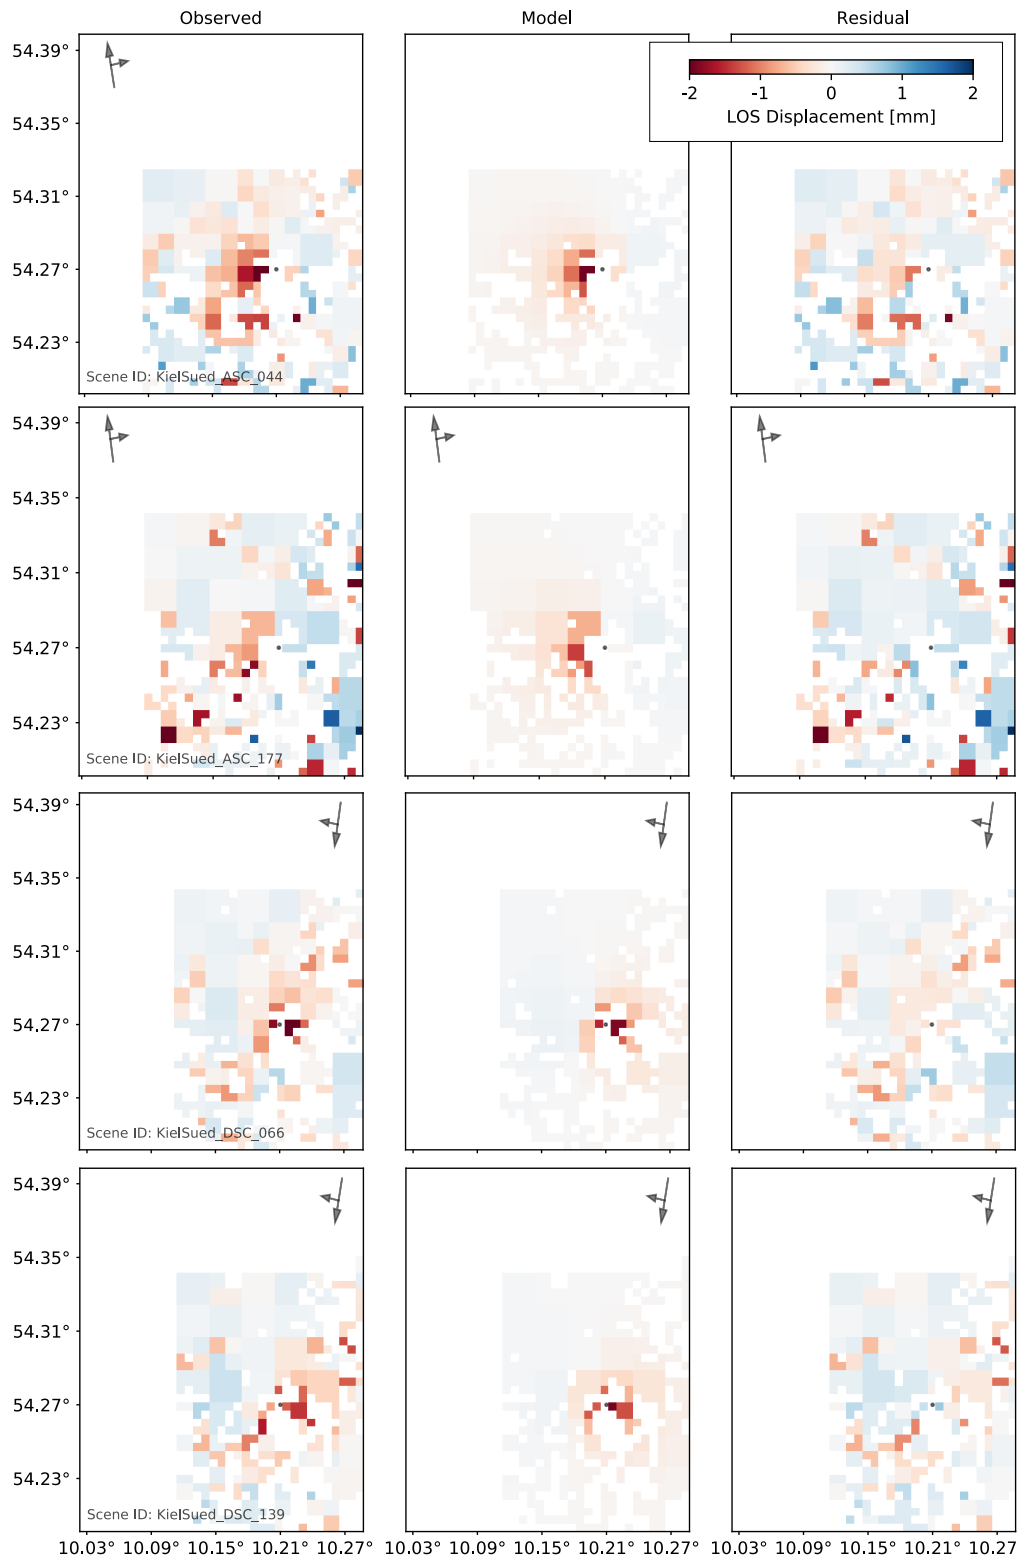 Observed Model Residual
54.39°
-2 -1 0 1 2
54.35°
LOS Displacement [mm]
54.31°
54.27°
54.23°
Scene ID: KielSued_ASC_044
54.39°
54.35°
54.31°
54.27°
54.23°
Scene ID: KielSued_ASC_177
54.39°
54.35°
54.31°
54.27°
54.23°
Scene ID: KielSued_DSC_066
54.39°
54.35°
54.31°
54.27°
54.23°
Scene ID: KielSued_DSC_139
10.03° 10.09° 10.15° 10.21° 10.27° 10.03° 10.09° 10.15° 10.21° 10.27° 10.03° 10.09° 10.15° 10.21° 10.27°